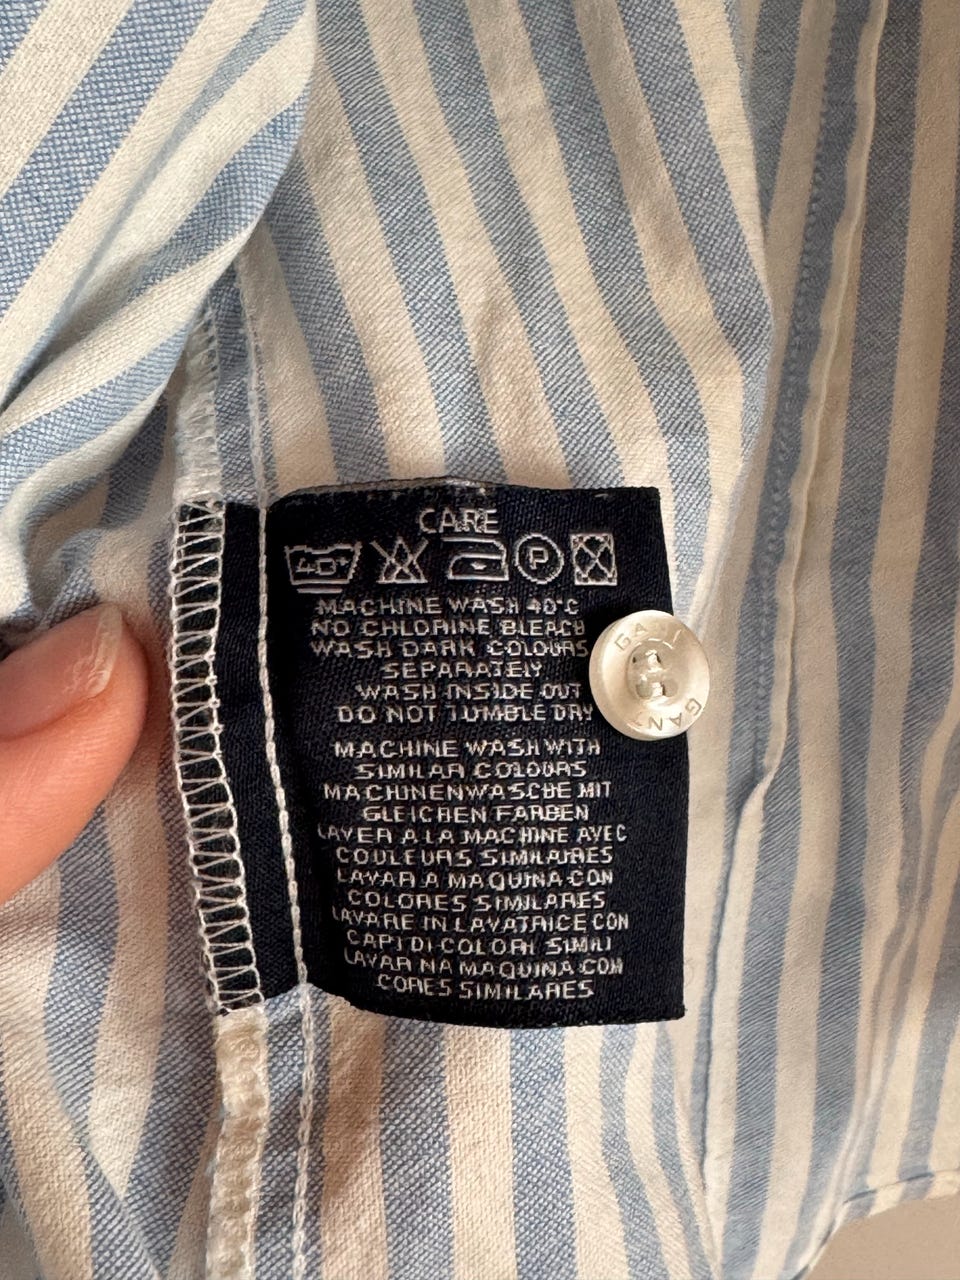 CARE
40° P
MACHINE WASH 40°C
NO CHLORINE BLEACH
WASH DARK COLOURS
SEPARATELY
WASH INSIDE OUT
DO NOT TUMBLE DRY
MACHINE WASH WITH
SIMILAR COLOURS
MACHINENWASCHE MIT
GLEICHEN FARBEN
LAVER A LA MACHINE AVEC
COULEURS SIMILAIRES
LAVAR A MAQUINA CON
COLORES SIMILARES
LAVARE IN LAVATRICE CON
CAPI DI COLORI SIMILI
LAVAR NA MAQUINA COM
CORES SIMILARES
GANT